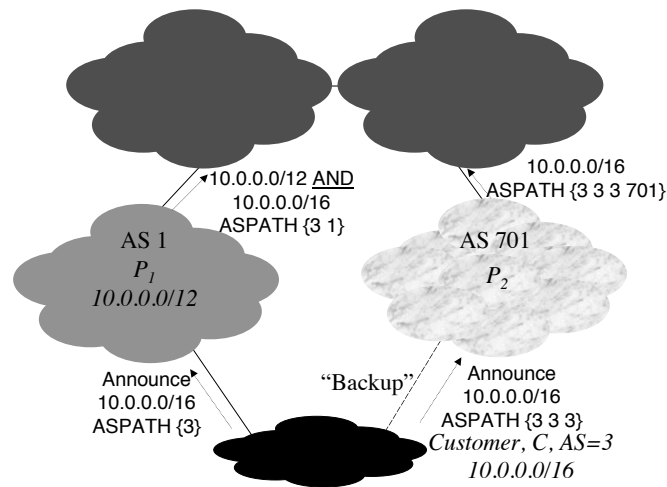 10.0.0.0/12 AND
10.0.0.0/16
ASPATH {3 1}
10.0.0.0/16
ASPATH {3 3 3 701}
AS 1
P1
10.0.0.0/12
AS 701
P2
Announce
10.0.0.0/16
ASPATH {3}
“Backup”
Announce
10.0.0.0/16
ASPATH {3 3 3}
Customer, C, AS=3
10.0.0.0/16